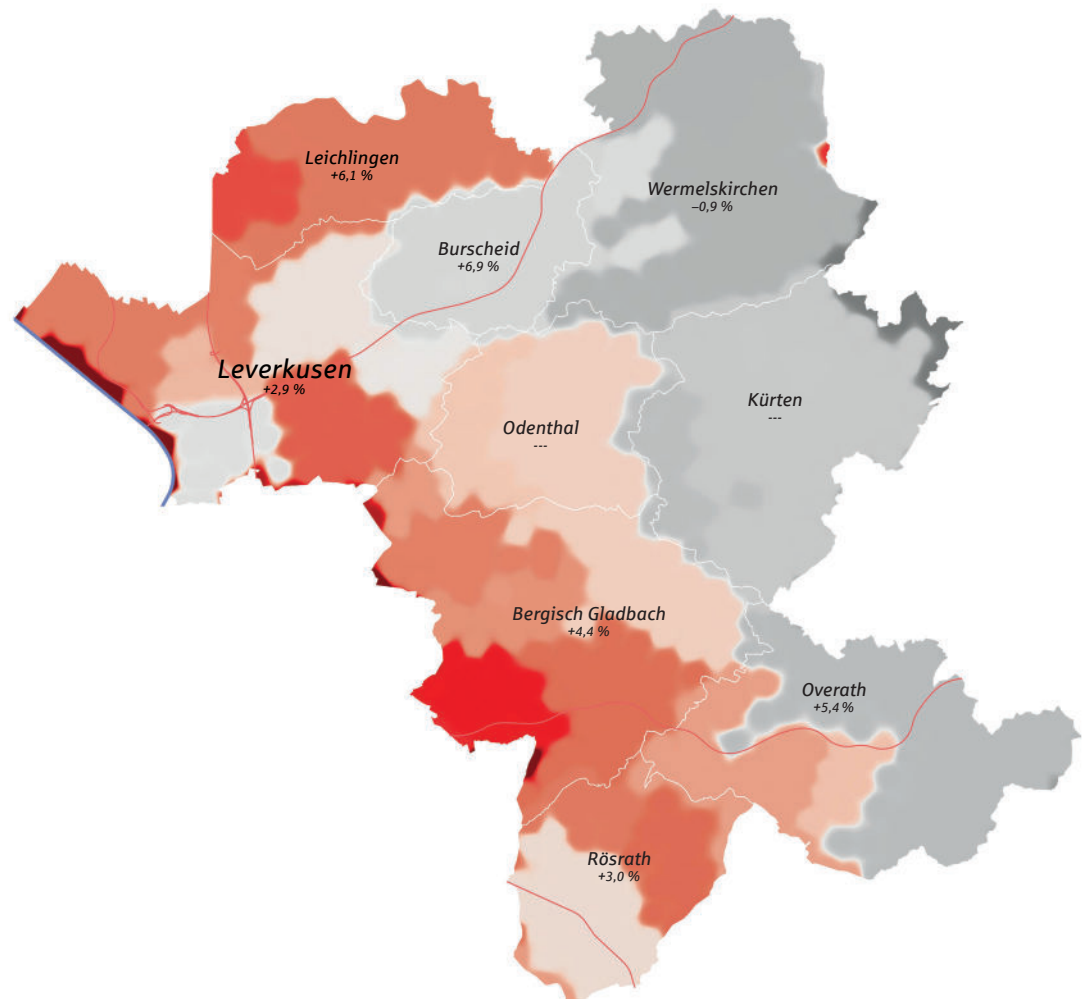 Leichlingen
+6,1 %
Wermelskirchen
–0,9 %
Burscheid
+6,9 %
Leverkusen
+2,9 %
Kürten
---
Odenthal
---
Bergisch Gladbach
+4,4 %
Overath
+5,4 %
Rösrath
+3,0 %